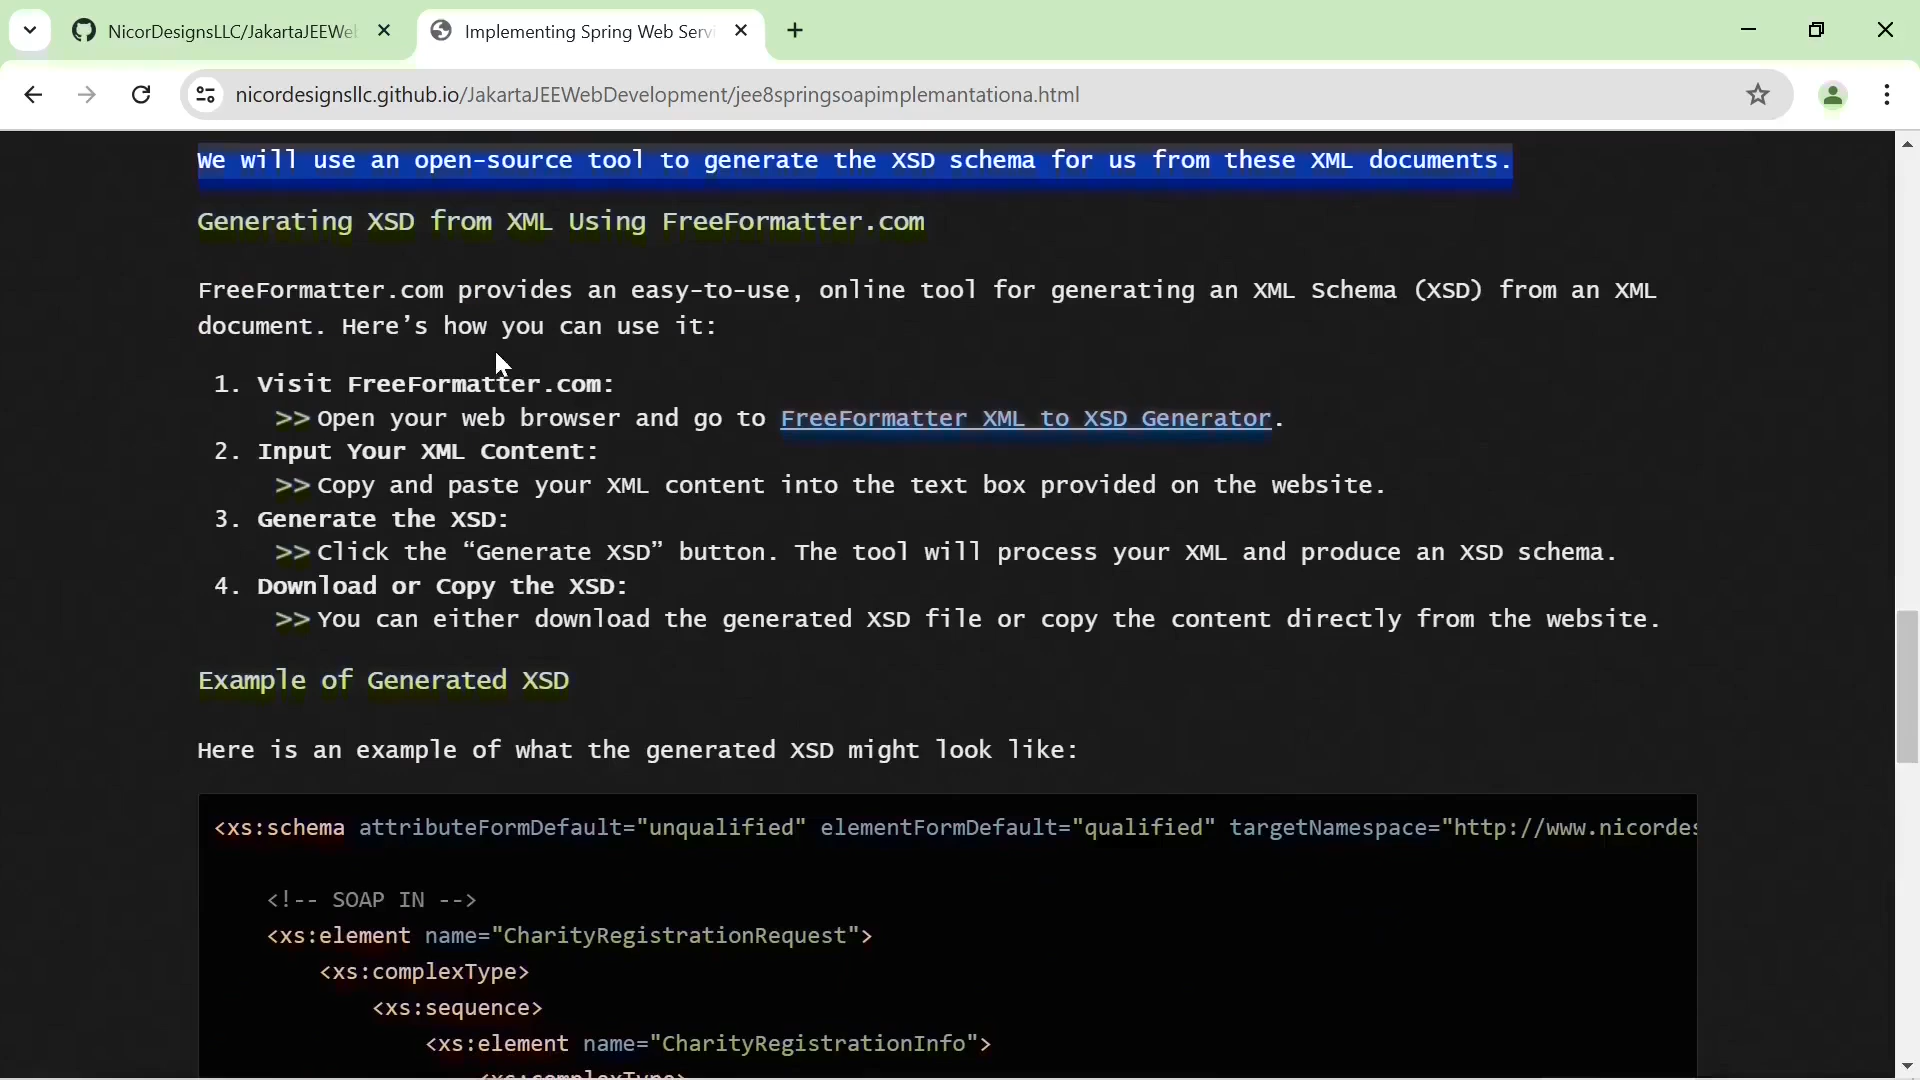 NicorDesignsLLC/JakartaJEEWeb
Implementing Spring Web Servi
nicordesignsllc.github.io/JakartaJEEWebDevelopment/jee8springsoapimplemantationa.html
We will use an open-source tool to generate the XSD schema for us from these XML documents.
Generating XSD from XML Using FreeFormatter.com
FreeFormatter.com provides an easy-to-use, online tool for generating an XML Schema (XSD) from an XML
document. Here’s how you can use it:
1. Visit FreeFormatter.com:
>> Open your web browser and go to FreeFormatter XML to XSD Generator.
2. Input Your XML Content:
>> Copy and paste your XML content into the text box provided on the website.
3. Generate the XSD:
>> Click the “Generate XSD” button. The tool will process your XML and produce an XSD schema.
4. Download or Copy the XSD:
>> You can either download the generated XSD file or copy the content directly from the website.
Example of Generated XSD
Here is an example of what the generated XSD might look like:
<xs:schema attributeFormDefault="unqualified" elementFormDefault="qualified" targetNamespace="http://www.nicordes
<!-- SOAP IN -->
<xs:element name="CharityRegistrationRequest">
<xs:complexType>
<xs:sequence>
<xs:element name="CharityRegistrationInfo">
<xs:complexType>